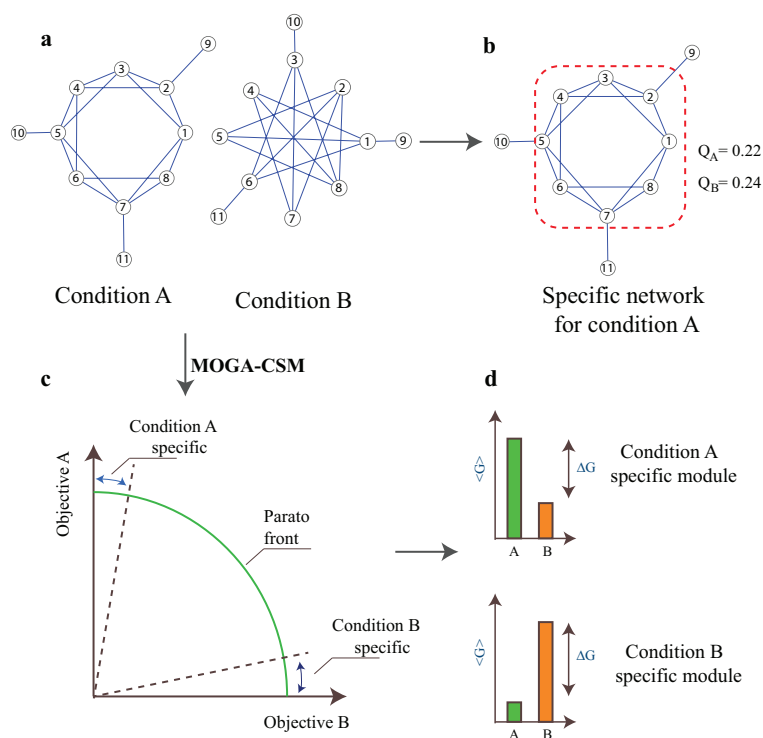 a
b
10
9
3
4
2
5
1
10
6
8
7
11
Condition A
10
3
4
2
5
1
9
6
8
7
11
Condition B
9
3
4
2
10
5
1
6
8
7
11
Q_A= 0.22
Q_B= 0.24
Specific network
for condition A
MOGA-CSM
c
Condition A
specific
Objective A
Parato
front
Condition B
specific
Objective B
d
<G>
ΔG
A
B
Condition A
specific module
<G>
ΔG
A
B
Condition B
specific module